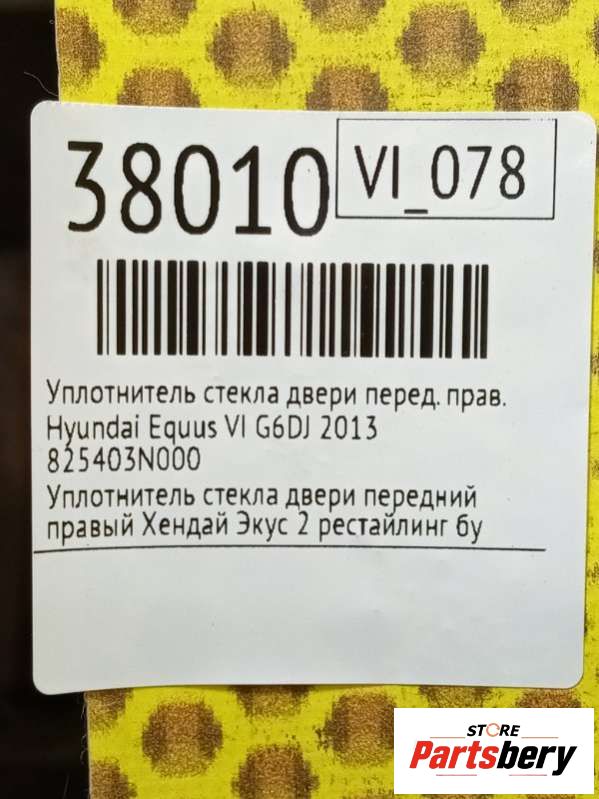 38010
VI_078
Уплотнитель стекла двери перед. прав.
Hyundai Equus VI G6DJ 2013
825403N000
Уплотнитель стекла двери передний
правый Хендай Экус 2 рестайлинг бу
STORE
Partsbery